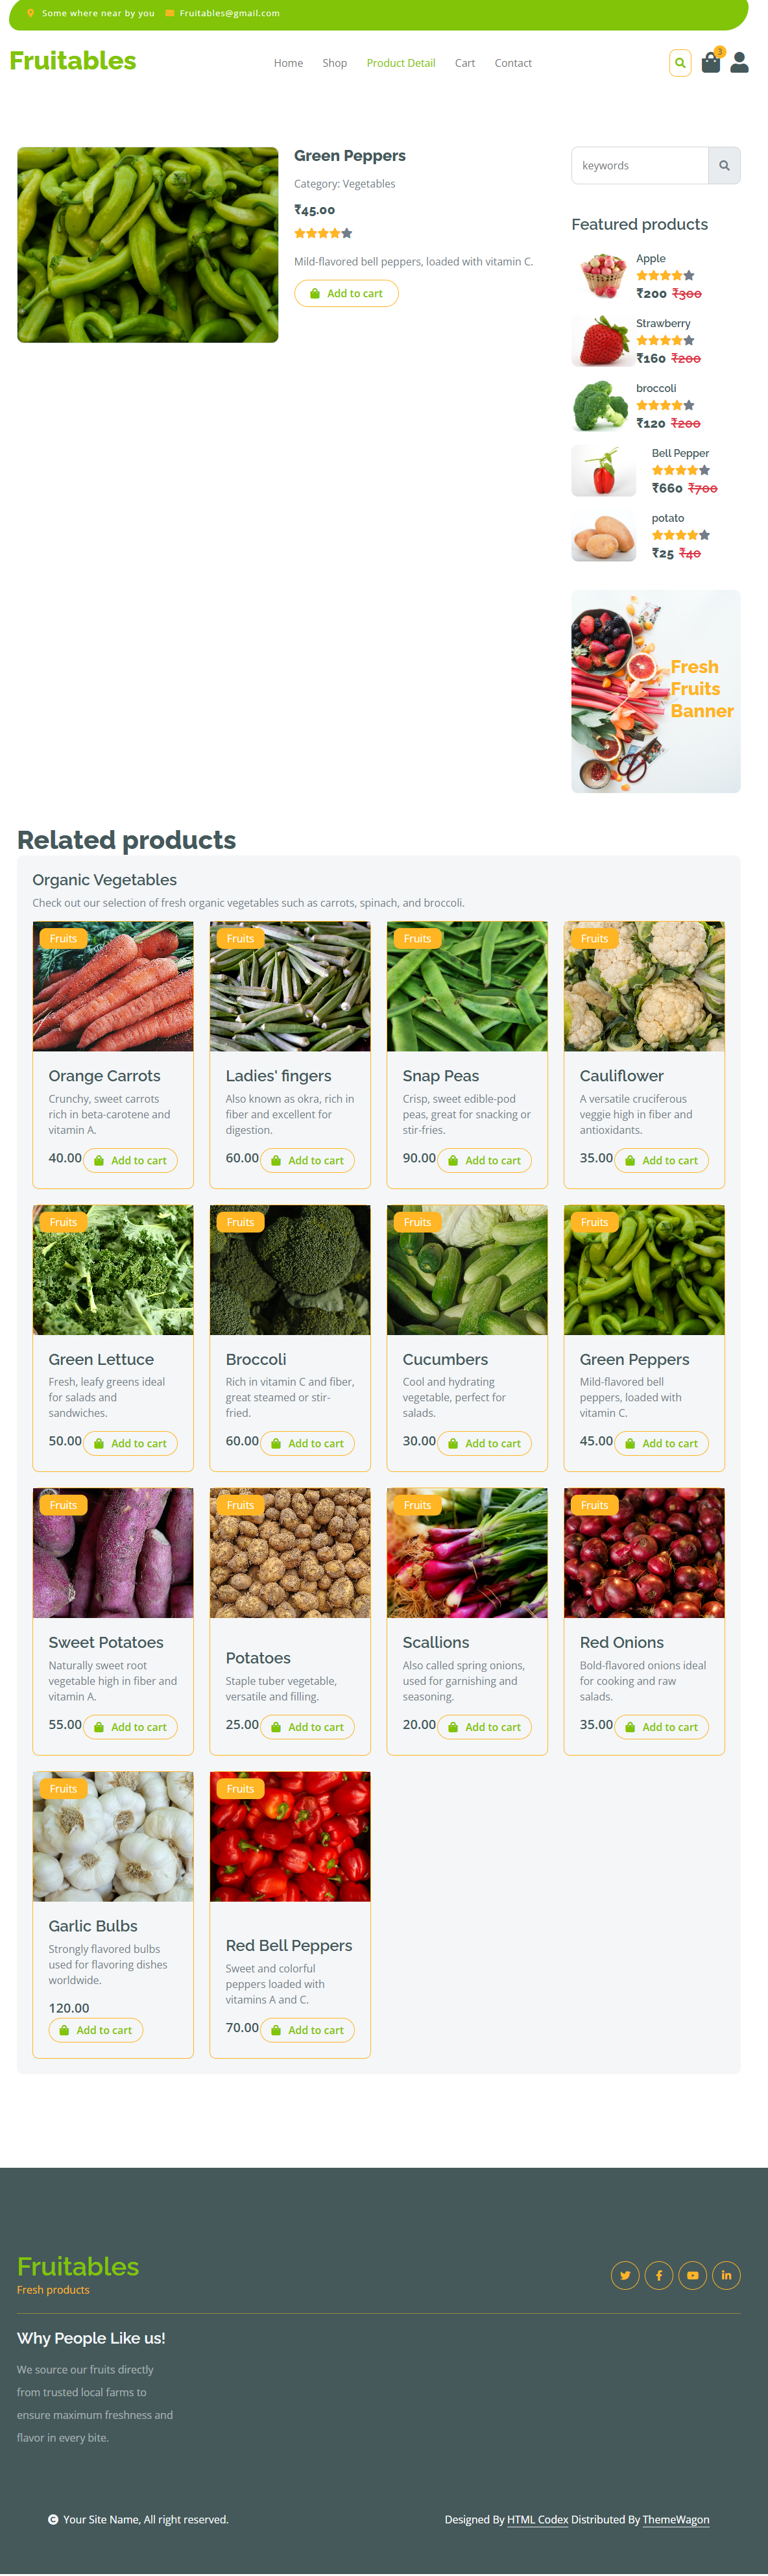 Some where near by you Fruitables@gmail.com
Fruitables
Home Shop Product Detail Cart Contact
3
Green Peppers
Category: Vegetables
₹45.00
Mild-flavored bell peppers, loaded with vitamin C.
Add to cart
keywords
Featured products
Apple
₹200 ₹300
Strawberry
₹160 ₹200
broccoli
₹120 ₹200
Bell Pepper
₹660 ₹700
potato
₹25 ₹40
Fresh
Fruits
Banner
Related products
Organic Vegetables
Check out our selection of fresh organic vegetables such as carrots, spinach, and broccoli.
Fruits
Orange Carrots
Crunchy, sweet carrots
rich in beta-carotene and
vitamin A.
40.00 Add to cart
Fruits
Ladies' fingers
Also known as okra, rich in
fiber and excellent for
digestion.
60.00 Add to cart
Fruits
Snap Peas
Crisp, sweet edible-pod
peas, great for snacking or
stir-fries.
90.00 Add to cart
Fruits
Cauliflower
A versatile cruciferous
veggie high in fiber and
antioxidants.
35.00 Add to cart
Fruits
Green Lettuce
Fresh, leafy greens ideal
for salads and
sandwiches.
50.00 Add to cart
Fruits
Broccoli
Rich in vitamin C and fiber,
great steamed or stir-
fried.
60.00 Add to cart
Fruits
Cucumbers
Cool and hydrating
vegetable, perfect for
salads.
30.00 Add to cart
Fruits
Green Peppers
Mild-flavored bell
peppers, loaded with
vitamin C.
45.00 Add to cart
Fruits
Sweet Potatoes
Naturally sweet root
vegetable high in fiber and
vitamin A.
55.00 Add to cart
Fruits
Potatoes
Staple tuber vegetable,
versatile and filling.
25.00 Add to cart
Fruits
Scallions
Also called spring onions,
used for garnishing and
seasoning.
20.00 Add to cart
Fruits
Red Onions
Bold-flavored onions ideal
for cooking and raw
salads.
35.00 Add to cart
Fruits
Garlic Bulbs
Strongly flavored bulbs
used for flavoring dishes
worldwide.
120.00
Add to cart
Fruits
Red Bell Peppers
Sweet and colorful
peppers loaded with
vitamins A and C.
70.00 Add to cart
Fruitables
Fresh products
Why People Like us!
We source our fruits directly
from trusted local farms to
ensure maximum freshness and
flavor in every bite.
Your Site Name, All right reserved.
Designed By HTML Codex Distributed By ThemeWagon